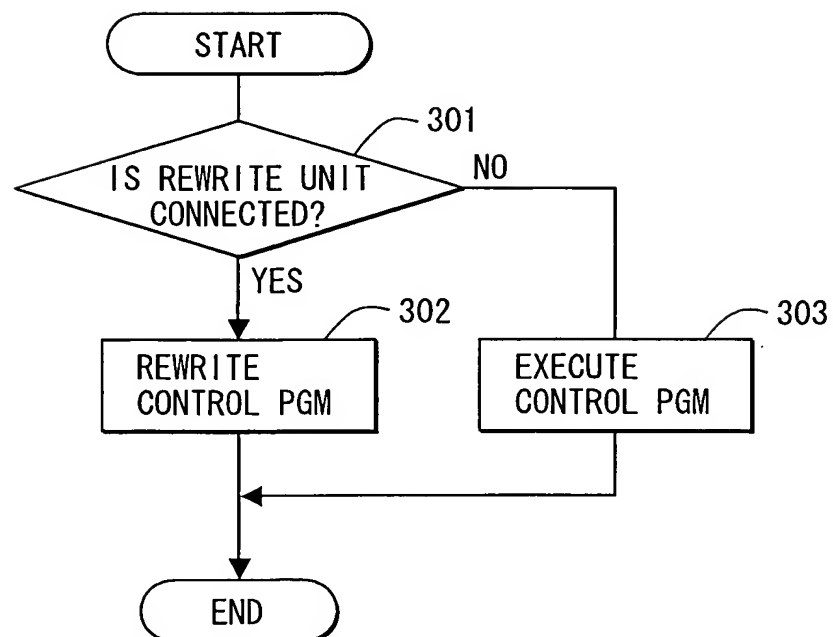 START
301
IS REWRITE UNIT
CONNECTED?
NO
YES
302
303
REWRITE
CONTROL PGM
EXECUTE
CONTROL PGM
END